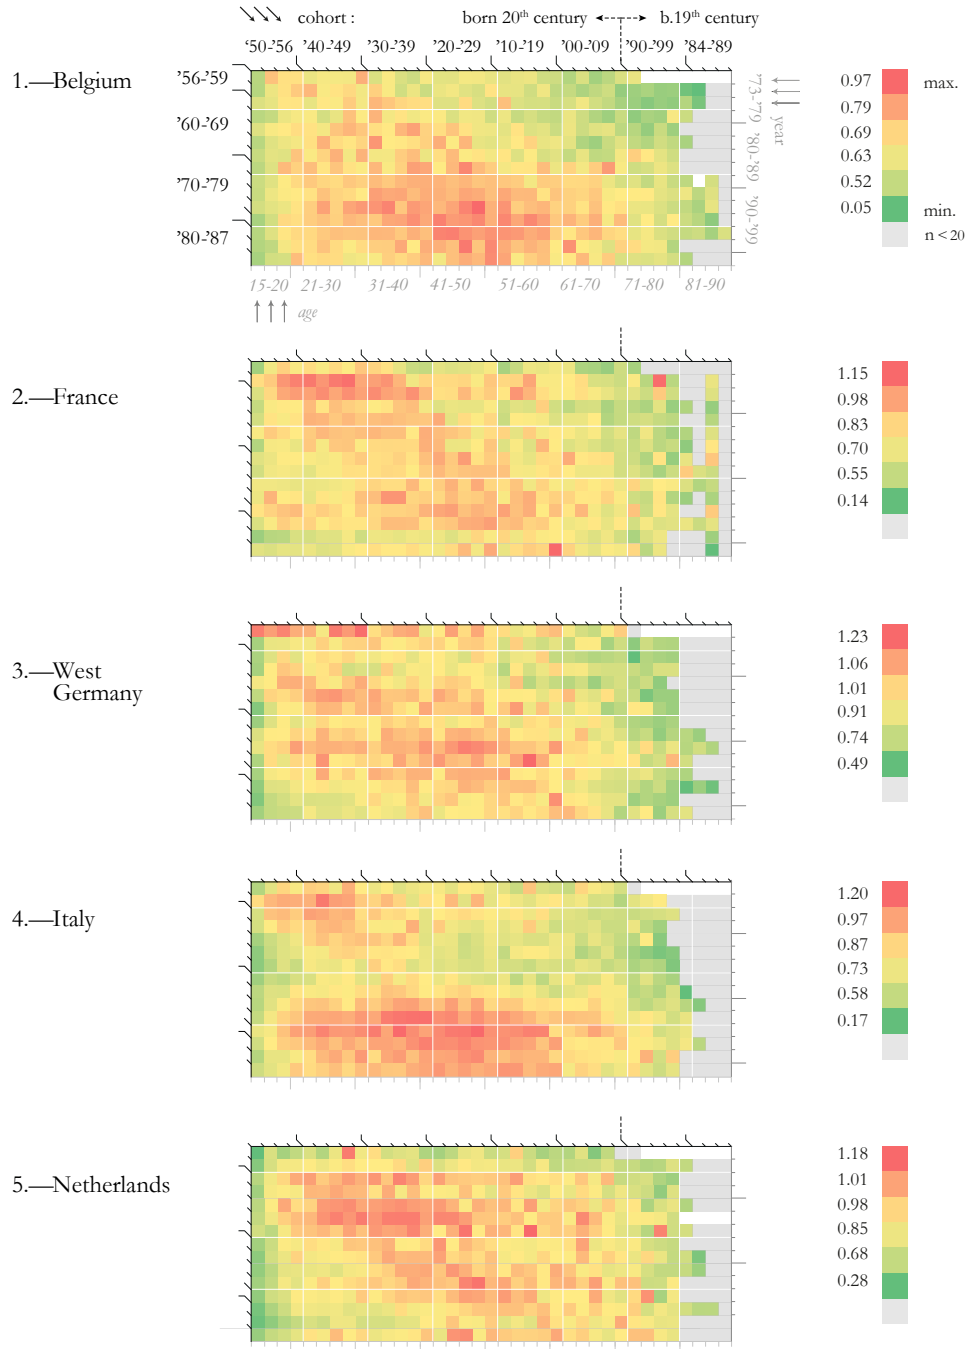 cohort : born 20th century b.19th century
'50-'56 '40-'49 '30-'39 '20-'29 '10-'19 '00-'09 '90-'99 '84-'89
1.—Belgium
'56-'59
'60-'69
'70-'79
'80-'87
'73-'79 '80-'89 '90-'99
year
0.97 max.
0.79
0.69
0.63
0.52
0.05 min.
n < 20
15-20 21-30 31-40 41-50 51-60 61-70 71-80 81-90
age
2.—France
1.15
0.98
0.83
0.70
0.55
0.14
3.—West
Germany
1.23
1.06
1.01
0.91
0.74
0.49
4.—Italy
1.20
0.97
0.87
0.73
0.58
0.17
5.—Netherlands
1.18
1.01
0.98
0.85
0.68
0.28